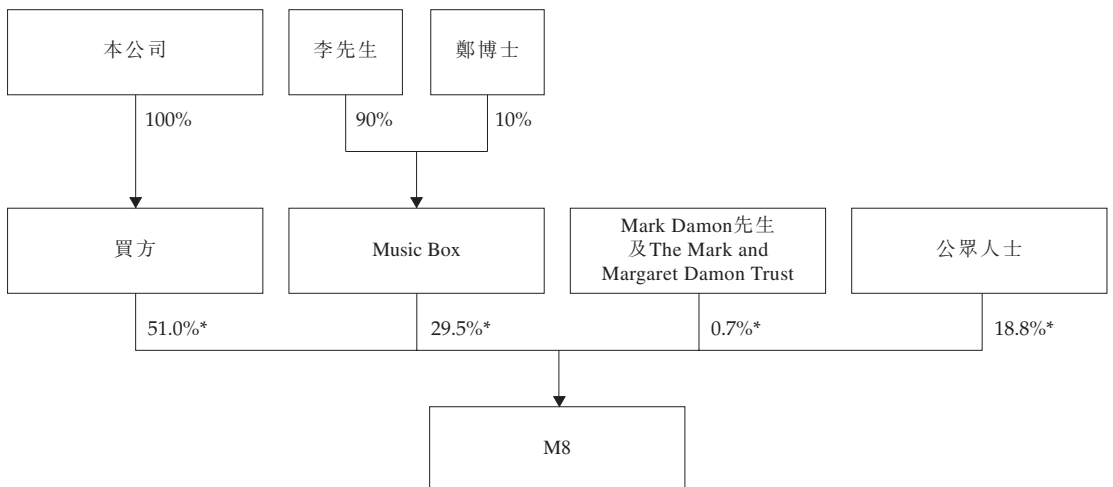 本公司
李先生
鄭博士
100%
90%
10%
買方
Music Box
Mark Damon先生
及The Mark and
Margaret Damon Trust
公眾人士
51.0%*
29.5%*
0.7%*
18.8%*
M8